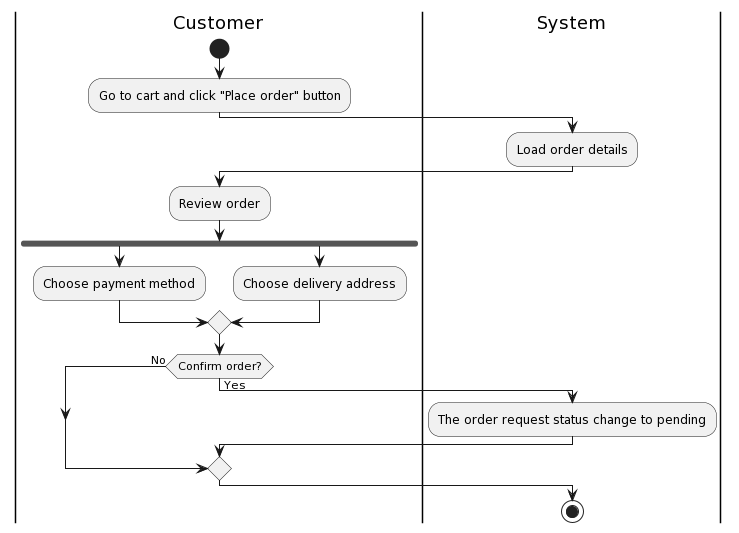 Customer
System
Go to cart and click "Place order" button
Load order details
Review order
Choose payment method
Choose delivery address
No
Confirm order?
Yes
The order request status change to pending